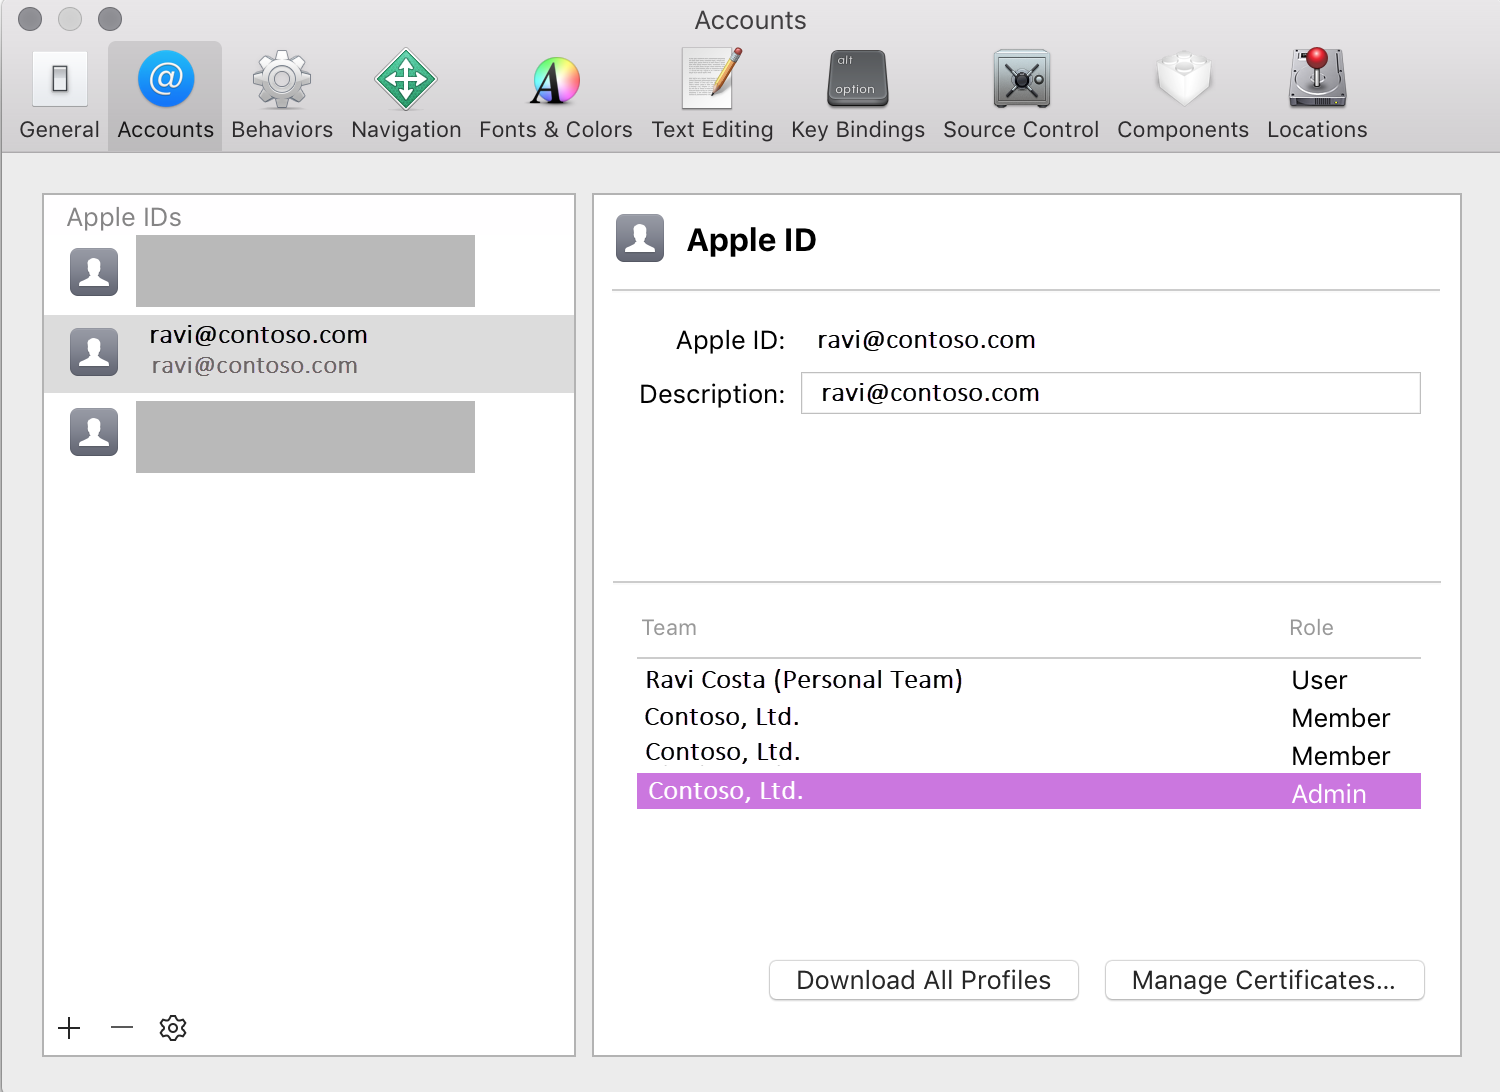 Accounts
General Accounts Behaviors Navigation Fonts & Colors Text Editing alt option Key Bindings Source Control Components Locations
Apple IDs
ravi@contoso.com
ravi@contoso.com
Apple ID
Apple ID: ravi@contoso.com
Description: ravi@contoso.com
Team Role
Ravi Costa (Personal Team) User
Contoso, Ltd. Member
Contoso, Ltd. Member
Contoso, Ltd. Admin
Download All Profiles Manage Certificates...